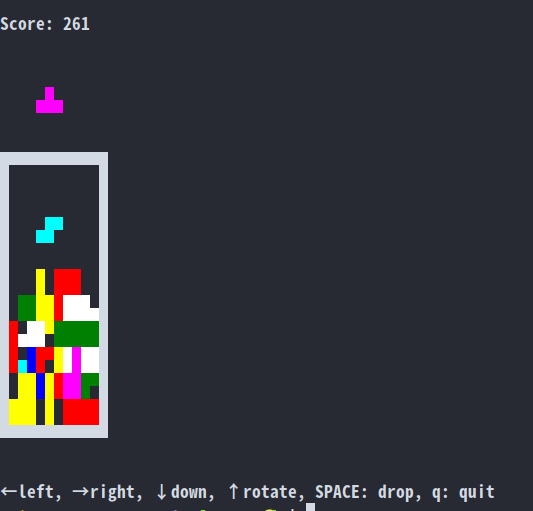 Score: 261
←left, →right, ↓down, ↑rotate, SPACE: drop, q: quit